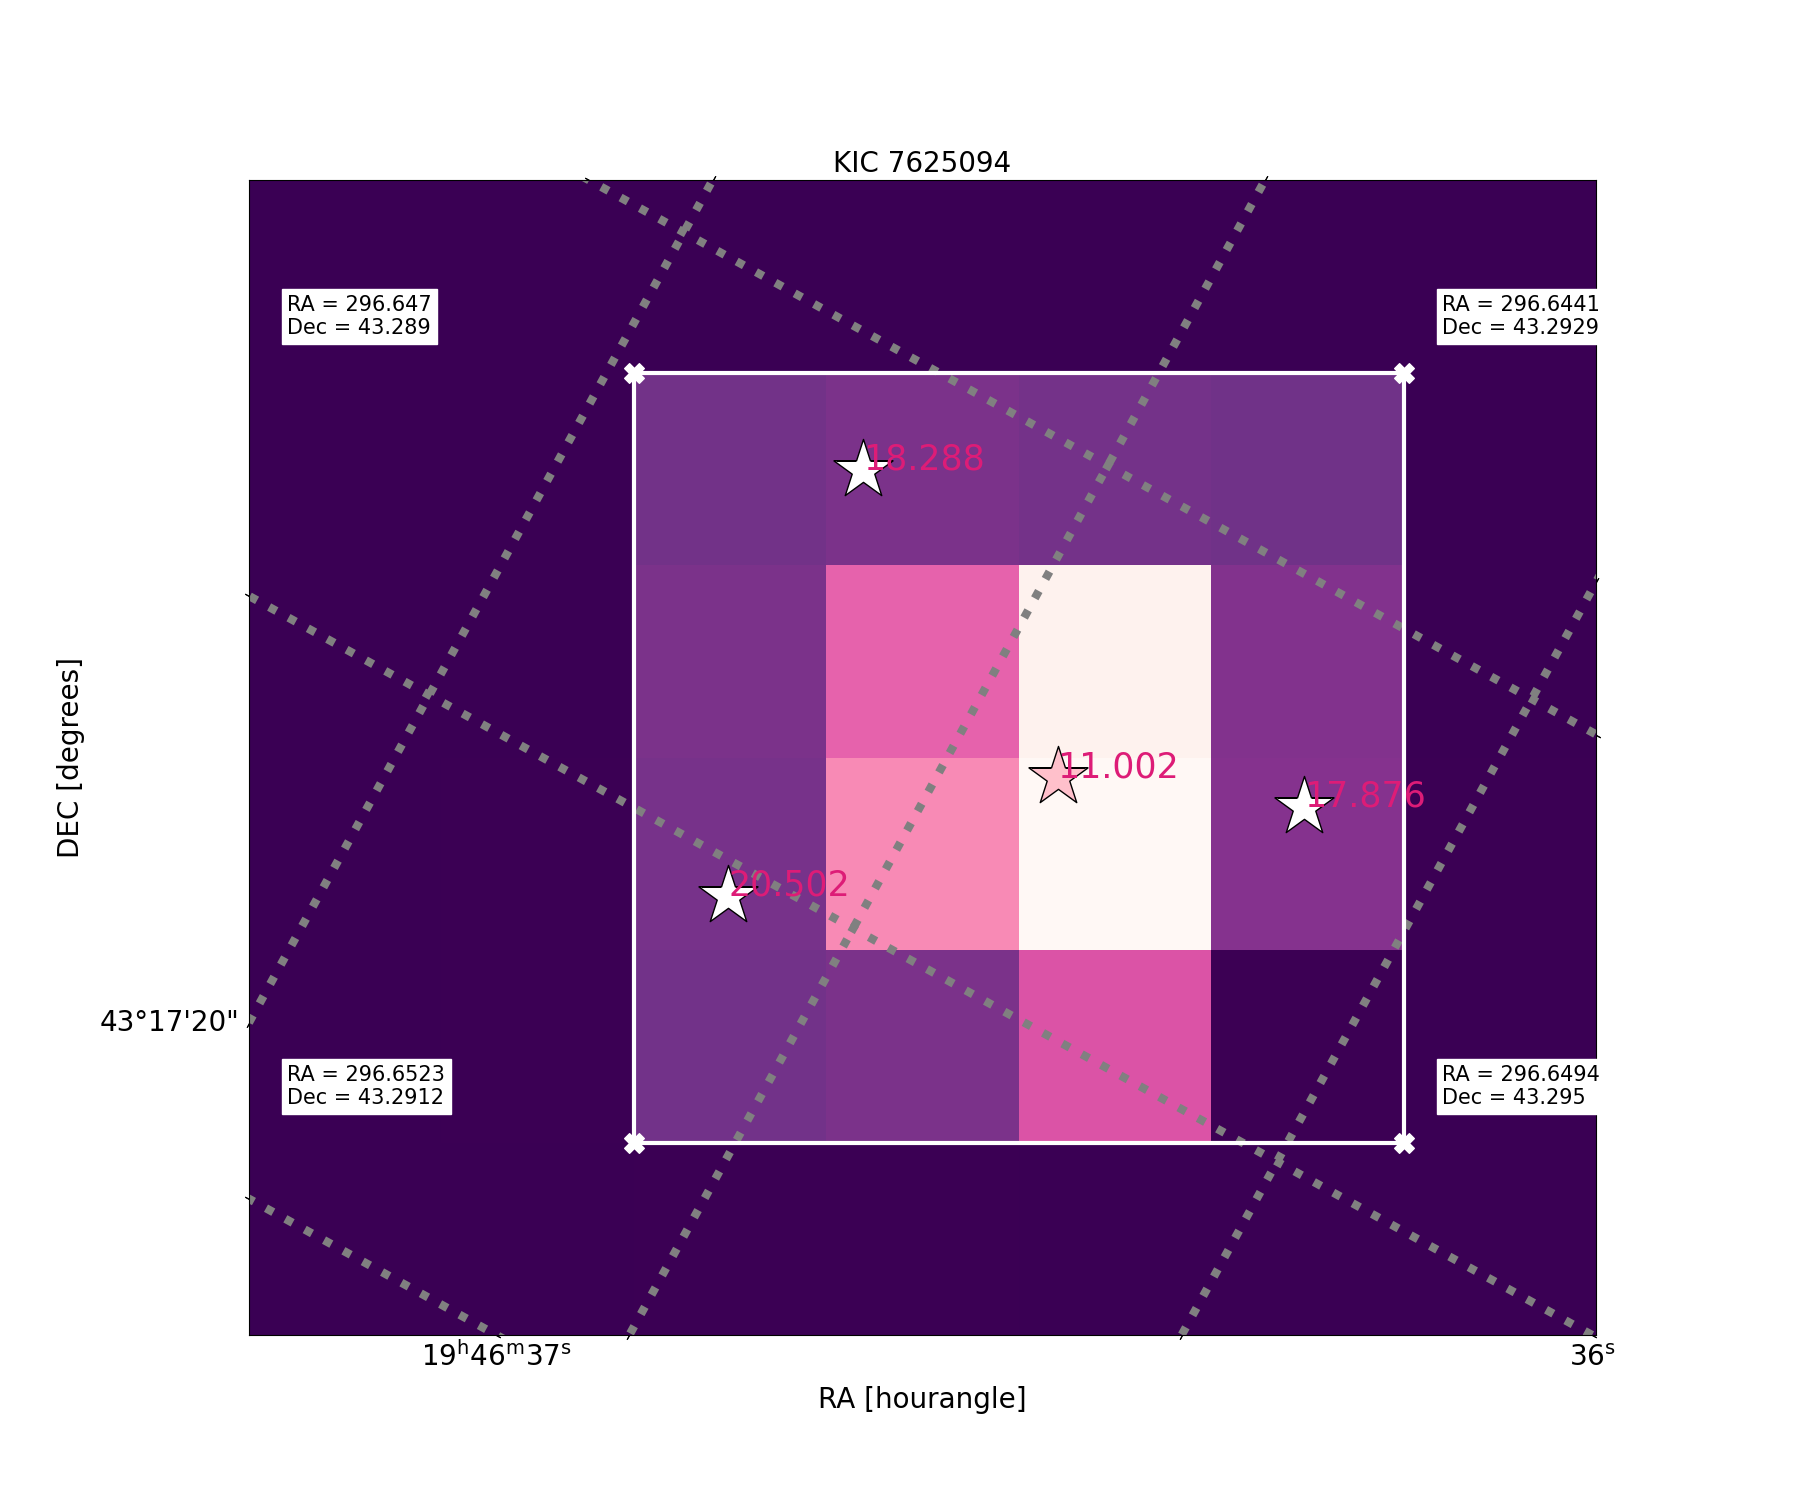 KIC 7625094
RA = 296.647
Dec = 43.289
RA = 296.6441
Dec = 43.2929
18.288
11.002
17.876
20.502
DEC [degrees]
43°17'20"
RA = 296.6523
Dec = 43.2912
RA = 296.6494
Dec = 43.295
19h46m37s
36s
RA [hourangle]